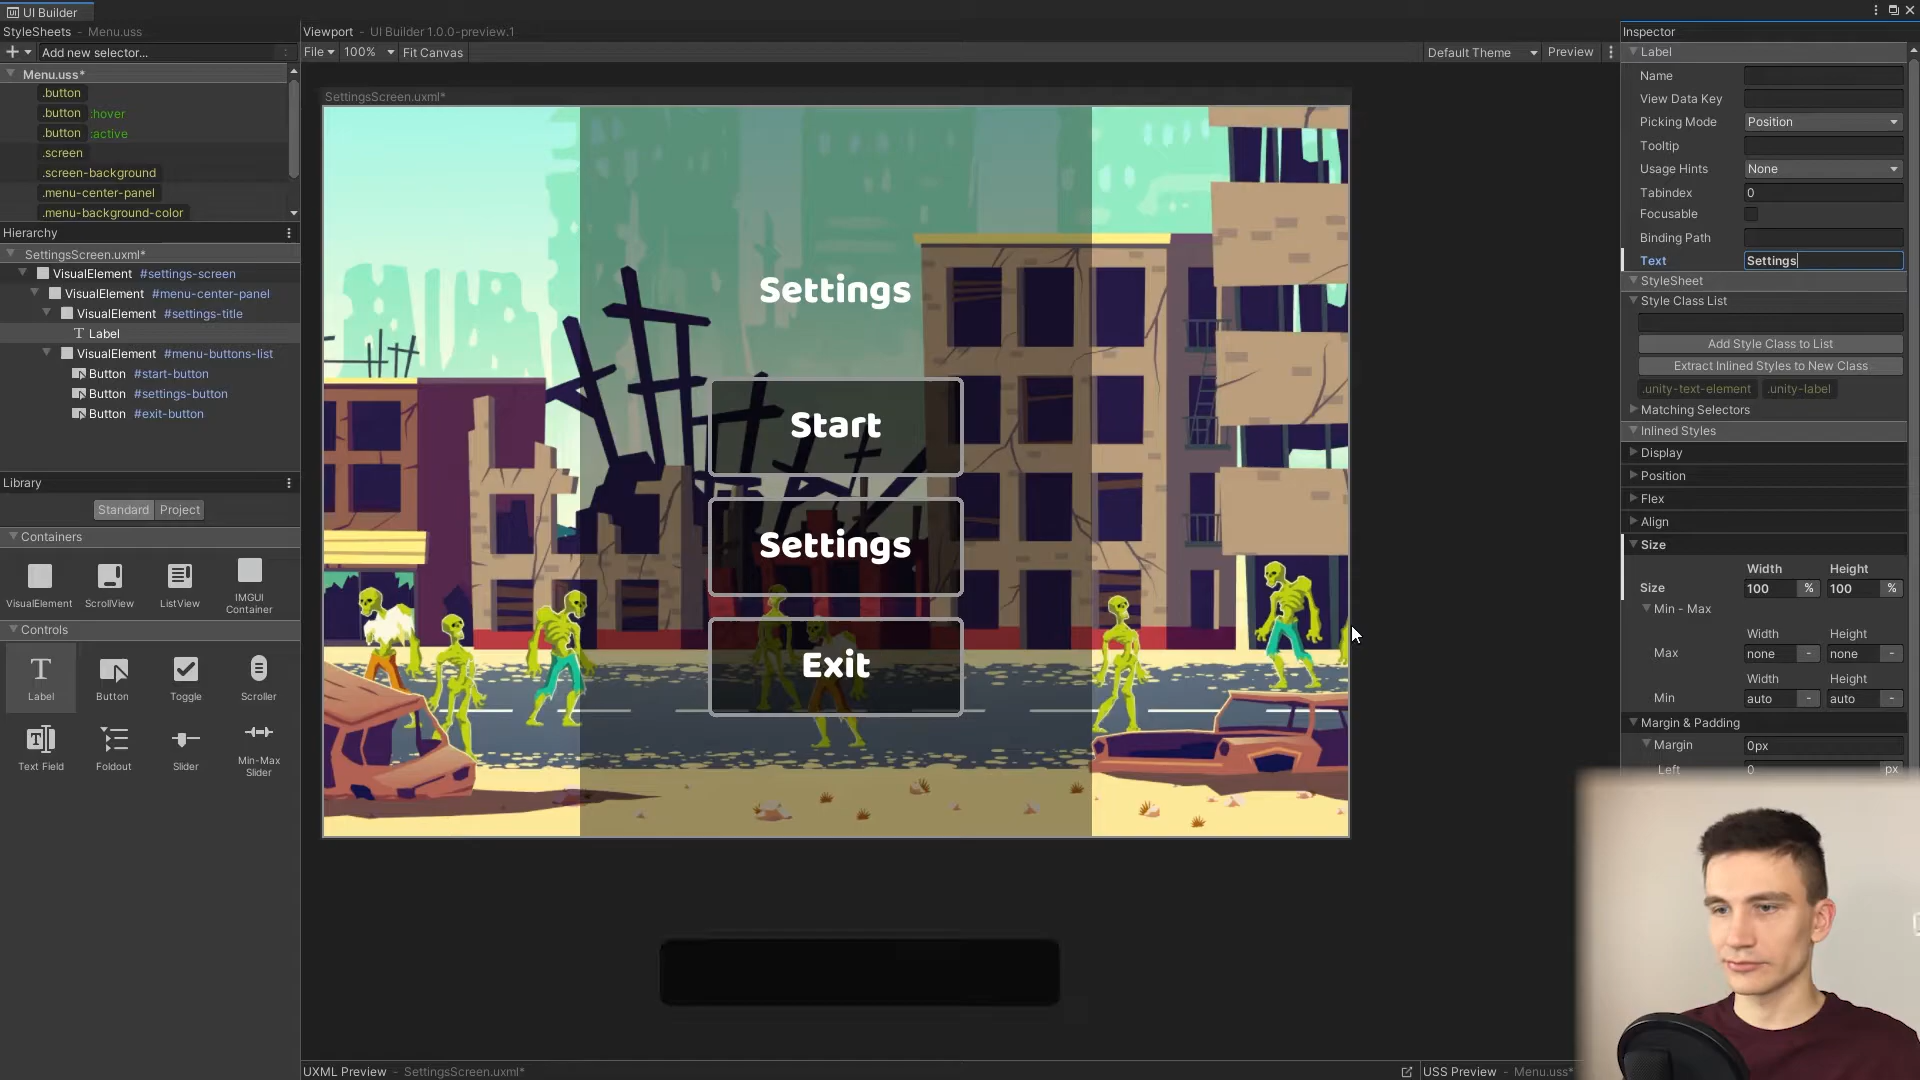 UI Builder
StyleSheets - Menu.uss
Add new selector...
Menu.uss*
.button
.button :hover
.button :active
.screen
.screen-background
.menu-center-panel
.menu-background-color
Hierarchy
SettingsScreen.uxml*
VisualElement #settings-screen
VisualElement #menu-center-panel
VisualElement #settings-title
Label
VisualElement #menu-buttons-list
Button #start-button
Button #settings-button
Button #exit-button
Library
Standard Project
Containers
VisualElement ScrollView ListView IMGUI Container
Controls
Label Button Toggle Scroller
Text Field Foldout Slider Min-Max Slider
Viewport - UI Builder 1.0.0-preview.1
File 100% Fit Canvas
Default Theme Preview
SettingsScreen.uxml*
Settings
Start
Settings
Exit
UXML Preview - SettingsScreen.uxml*
USS Preview - Menu.uss*
Inspector
Label
Name
View Data Key
Picking Mode Position
Tooltip
Usage Hints None
Tabindex 0
Focusable
Binding Path
Text Settings
StyleSheet
Style Class List
Add Style Class to List
Extract Inlined Styles to New Class
.unity-text-element .unity-label
Matching Selectors
Inlined Styles
Display
Position
Flex
Align
Size
Width Height
Size 100 % 100 %
Min - Max
Width Height
Max none - none -
Width Height
Min auto - auto -
Margin & Padding
Margin 0px
Left 0 px